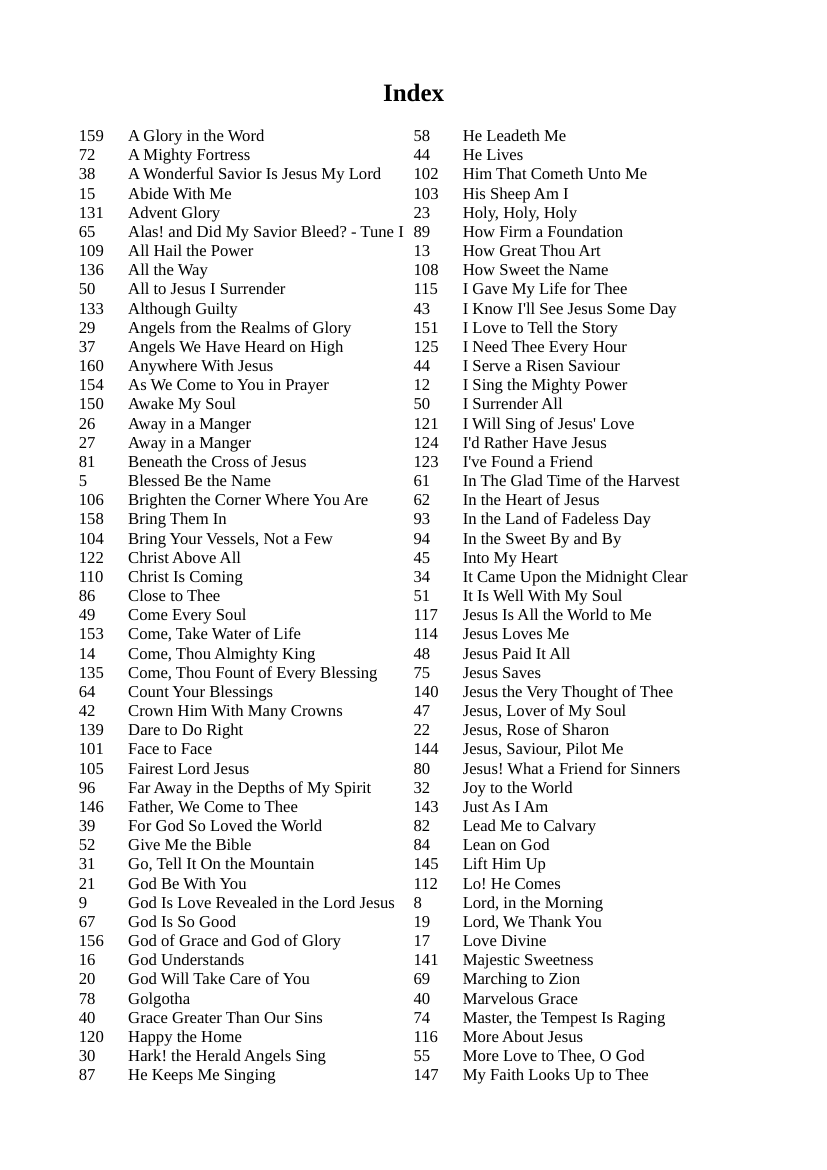 Index
159 A Glory in the Word
72 A Mighty Fortress
38 A Wonderful Savior Is Jesus My Lord
15 Abide With Me
131 Advent Glory
65 Alas! and Did My Savior Bleed? - Tune I
109 All Hail the Power
136 All the Way
50 All to Jesus I Surrender
133 Although Guilty
29 Angels from the Realms of Glory
37 Angels We Have Heard on High
160 Anywhere With Jesus
154 As We Come to You in Prayer
150 Awake My Soul
26 Away in a Manger
27 Away in a Manger
81 Beneath the Cross of Jesus
5 Blessed Be the Name
106 Brighten the Corner Where You Are
158 Bring Them In
104 Bring Your Vessels, Not a Few
122 Christ Above All
110 Christ Is Coming
86 Close to Thee
49 Come Every Soul
153 Come, Take Water of Life
14 Come, Thou Almighty King
135 Come, Thou Fount of Every Blessing
64 Count Your Blessings
42 Crown Him With Many Crowns
139 Dare to Do Right
101 Face to Face
105 Fairest Lord Jesus
96 Far Away in the Depths of My Spirit
146 Father, We Come to Thee
39 For God So Loved the World
52 Give Me the Bible
31 Go, Tell It On the Mountain
21 God Be With You
9 God Is Love Revealed in the Lord Jesus
67 God Is So Good
156 God of Grace and God of Glory
16 God Understands
20 God Will Take Care of You
78 Golgotha
40 Grace Greater Than Our Sins
120 Happy the Home
30 Hark! the Herald Angels Sing
87 He Keeps Me Singing
58 He Leadeth Me
44 He Lives
102 Him That Cometh Unto Me
103 His Sheep Am I
23 Holy, Holy, Holy
89 How Firm a Foundation
13 How Great Thou Art
108 How Sweet the Name
115 I Gave My Life for Thee
43 I Know I'll See Jesus Some Day
151 I Love to Tell the Story
125 I Need Thee Every Hour
44 I Serve a Risen Saviour
12 I Sing the Mighty Power
50 I Surrender All
121 I Will Sing of Jesus' Love
124 I'd Rather Have Jesus
123 I've Found a Friend
61 In The Glad Time of the Harvest
62 In the Heart of Jesus
93 In the Land of Fadeless Day
94 In the Sweet By and By
45 Into My Heart
34 It Came Upon the Midnight Clear
51 It Is Well With My Soul
117 Jesus Is All the World to Me
114 Jesus Loves Me
48 Jesus Paid It All
75 Jesus Saves
140 Jesus the Very Thought of Thee
47 Jesus, Lover of My Soul
22 Jesus, Rose of Sharon
144 Jesus, Saviour, Pilot Me
80 Jesus! What a Friend for Sinners
32 Joy to the World
143 Just As I Am
82 Lead Me to Calvary
84 Lean on God
145 Lift Him Up
112 Lo! He Comes
8 Lord, in the Morning
19 Lord, We Thank You
17 Love Divine
141 Majestic Sweetness
69 Marching to Zion
40 Marvelous Grace
74 Master, the Tempest Is Raging
116 More About Jesus
55 More Love to Thee, O God
147 My Faith Looks Up to Thee